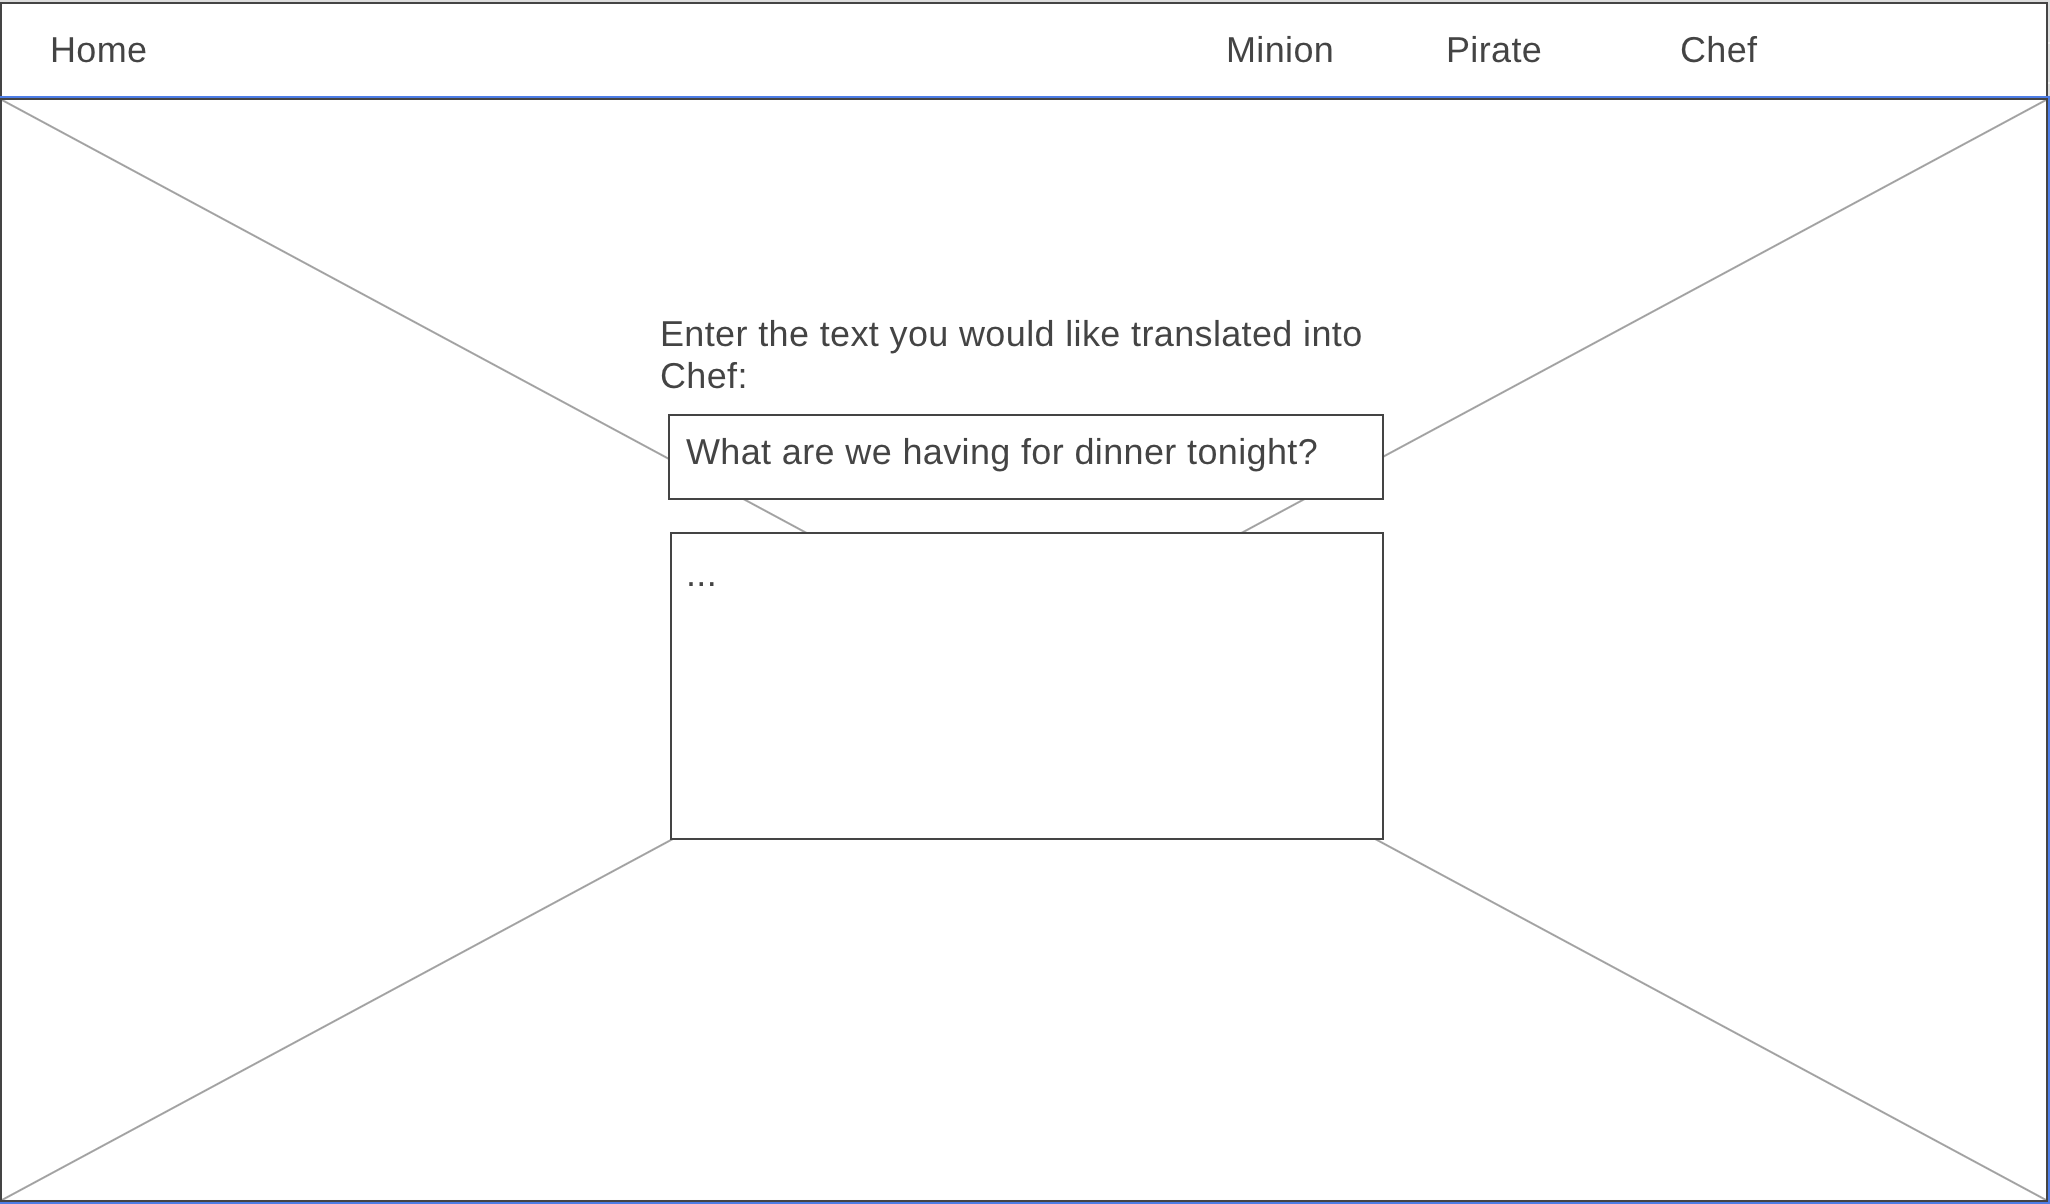 Home Minion Pirate Chef
Enter the text you would like translated into
Chef:
What are we having for dinner tonight?
...